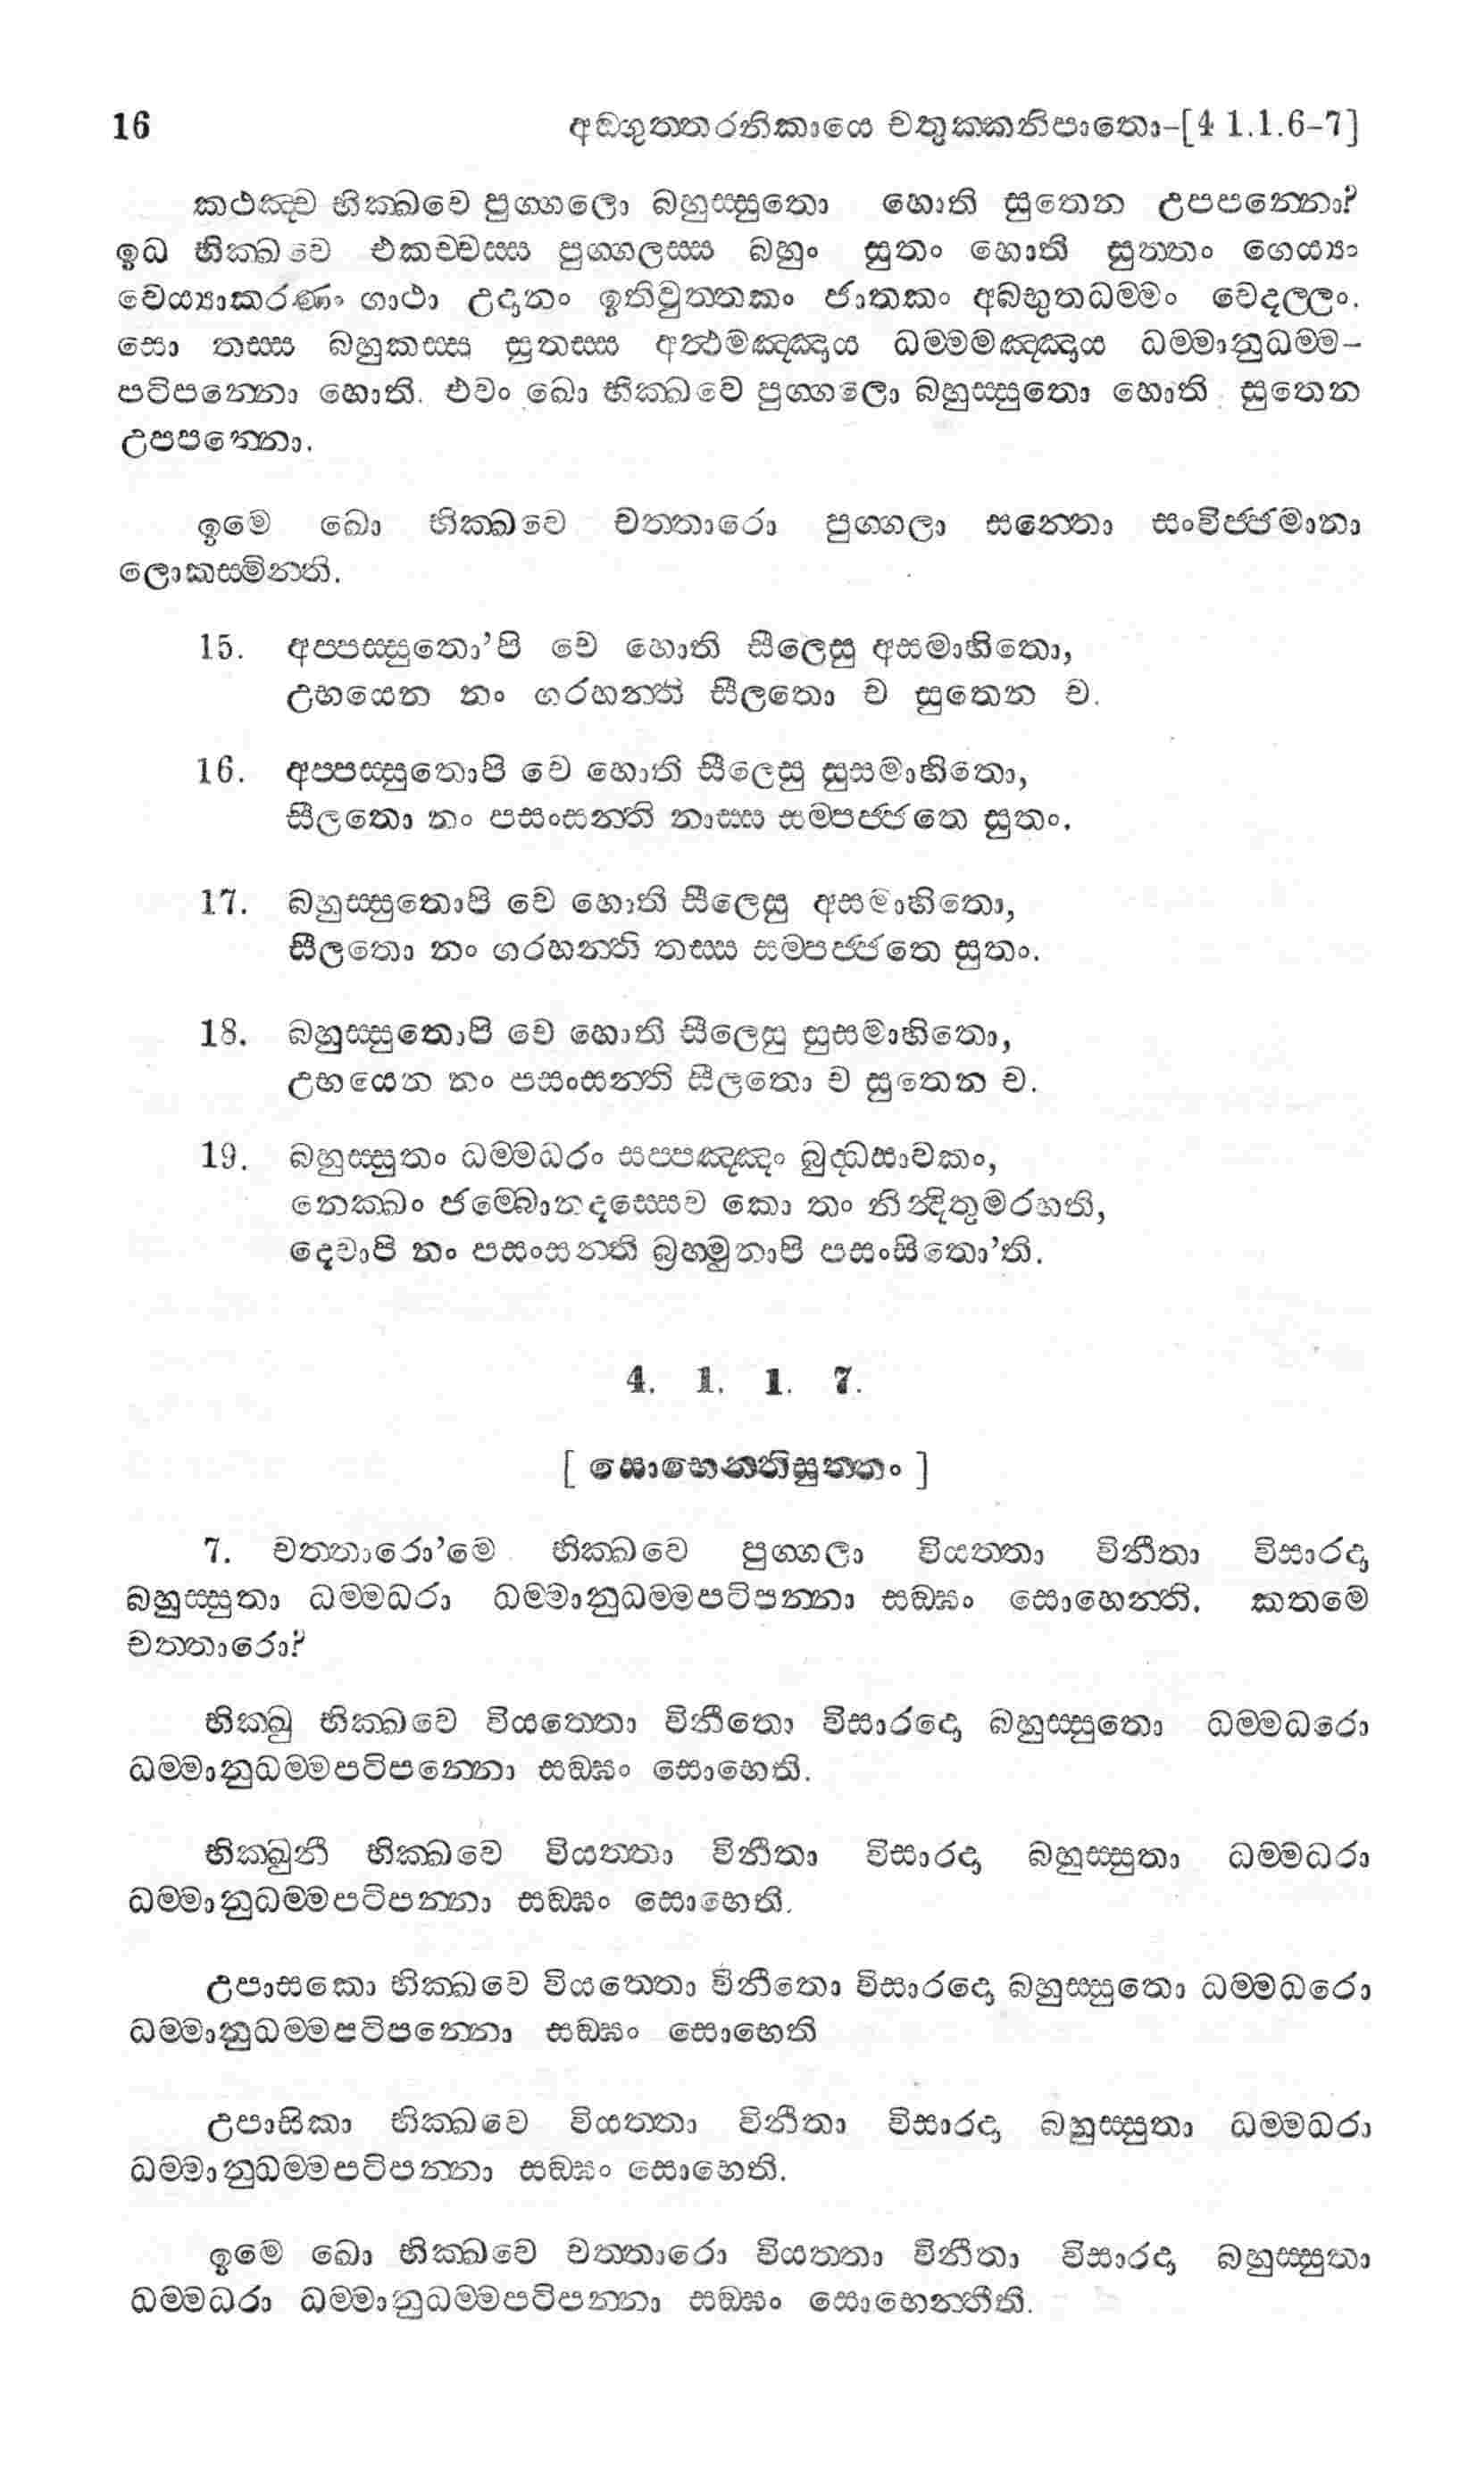 16 අඞ්ගුත්තරනිකායෙ චතුක්කනිපාතො-[4 1.1.6-7]
කථඤ්ච භික්ඛවෙ පුග්ගලො බහුස්සුතො හොති සුතෙන උපපන්නො?
ඉධ භික්ඛවෙ එකච්චස්ස පුග්ගලස්ස බහුං සුතං හොති සුත්තං ගෙය්‍යං
වෙය්‍යාකරණං ගාථා උදානං ඉතිවුත්තකං ජාතකං අබ්භුතධම්මං වෙදල්ලං.
සො තස්ස බහුකස්ස සුතස්ස අත්ථමඤ්ඤාය ධම්මමඤ්ඤාය ධම්මානුධම්ම-
පටිපන්නො හොති. එවං ඛො භික්ඛවෙ පුග්ගලො බහුස්සුතො හොති සුතෙන
උපපන්නො.
ඉමෙ ඛො භික්ඛවෙ චත්තාරො පුග්ගලා සන්තො සංවිජ්ජමානා
ලොකස්මින්ති.
15. අප්පස්සුතො’පි චෙ හොති සීලෙසු අසමාහිතො,
උභයෙන නං ගරහන්ති සීලතො ච සුතෙන ච.
16. අප්පස්සුතොපි චෙ හොති සීලෙසු සුසමාහිතො,
සීලතො නං පසංසන්ති නාස්ස සම්පජ්ජතෙ සුතං.
17. බහුස්සුතොපි චෙ හොති සීලෙසු අසමාහිතො,
සීලතො නං ගරහන්ති තස්ස සම්පජ්ජතෙ සුතං.
18. බහුස්සුතොපි චෙ හොති සීලෙසු සුසමාහිතො,
උභයෙන නං පසංසන්ති සීලතො ච සුතෙන ච.
19. බහුස්සුතං ධම්මධරං සප්පඤ්ඤං බුද්ධසාවකං,
නෙක්ඛං ජම්බොනදස්සෙව කො තං නින්දිතුමරහති,
දෙවාපි නං පසංසන්ති බ්‍රහ්මුනාපි පසංසිතො’ති.
4. 1. 1. 7.
[ සොභෙන්තිසුත්තං ]
7. චත්තාරො’මෙ භික්ඛවෙ පුග්ගලා වියත්තා විනීතා විසාරදා
බහුස්සුතා ධම්මධරා ධම්මානුධම්මපටිපන්නා සඞ්ඝං සොභෙන්ති. කතමෙ
චත්තාරො?
භික්ඛු භික්ඛවෙ වියත්තො විනීතො විසාරදො බහුස්සුතො ධම්මධරො
ධම්මානුධම්මපටිපන්නො සඞ්ඝං සොභෙති.
භික්ඛුනී භික්ඛවෙ වියත්තා විනීතා විසාරදා බහුස්සුතා ධම්මධරා
ධම්මානුධම්මපටිපන්නා සඞ්ඝං සොභෙති.
උපාසකො භික්ඛවෙ වියත්තො විනීතො විසාරදො බහුස්සුතො ධම්මධරො
ධම්මානුධම්මපටිපන්නො සඞ්ඝං සොභෙති
උපාසිකා භික්ඛවෙ වියත්තා විනීතා විසාරදා බහුස්සුතා ධම්මධරා
ධම්මානුධම්මපටිපන්නා සඞ්ඝං සොභෙති.
ඉමෙ ඛො භික්ඛවෙ චත්තාරො වියත්තා විනීතා විසාරදා බහුස්සුතා
ධම්මධරා ධම්මානුධම්මපටිපන්නා සඞ්ඝං සොභෙන්තීති.